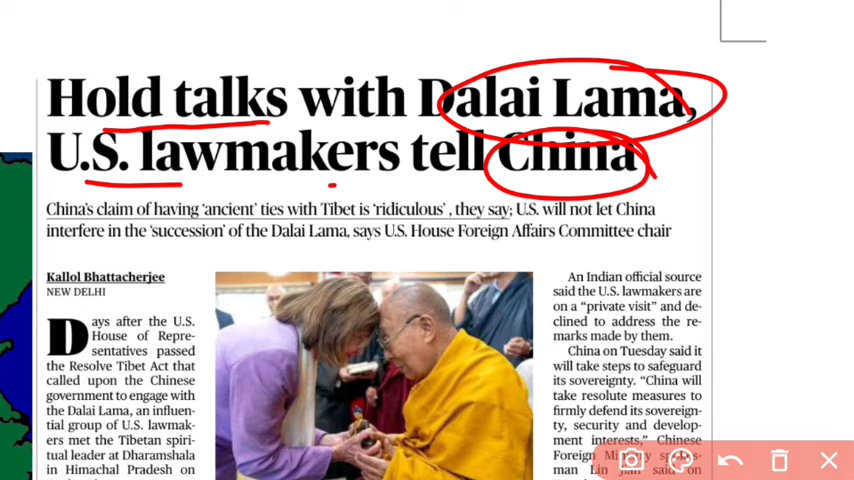 Hold talks with Dalai Lama,
U.S. lawmakers tell China
China's claim of having 'ancient' ties with Tibet is 'ridiculous', they say; U.S. will not let China
interfere in the 'succession' of the Dalai Lama, says U.S. House Foreign Affairs Committee chair
Kallol Bhattacherjee
NEW DELHI
Days after the U.S.
House of Repre-
sentatives passed
the Resolve Tibet Act that
called upon the Chinese
government to engage with
the Dalai Lama, an influen-
tial group of U.S. lawmak-
ers met the Tibetan spiri-
tual leader at Dharamshala
in Himachal Pradesh on
An Indian official source
said the U.S. lawmakers are
on a "private visit" and de-
clined to address the re-
marks made by them.
China on Tuesday said it
will take steps to safeguard
its sovereignty. "China will
take resolute measures to
firmly defend its sovereign-
ty, security and develop-
ment interests," Chinese
Foreign Ministry spokes-
man Lin Jian said on